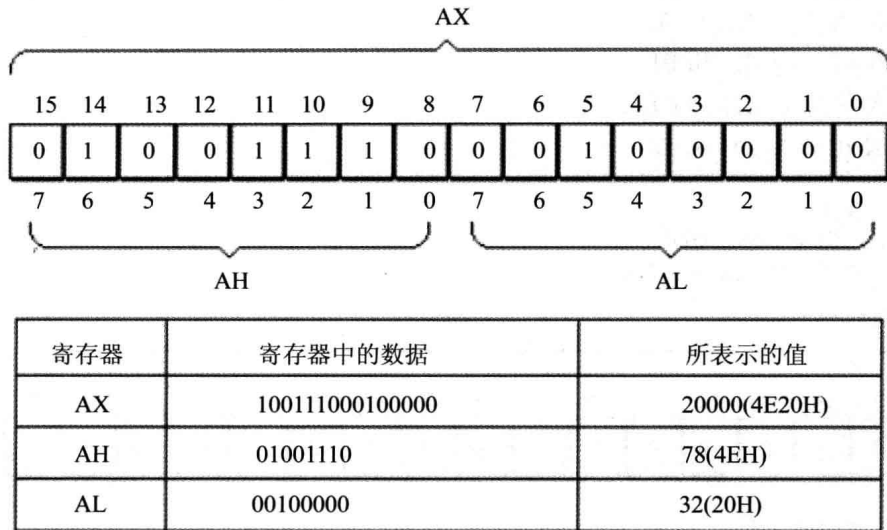 AX
15 14 13 12 11 10 9 8 7 6 5 4 3 2 1 0
0 1 0 0 1 1 1 0 0 0 1 0 0 0 0 0
7 6 5 4 3 2 1 0 7 6 5 4 3 2 1 0
AH AL
寄存器 寄存器中的数据 所表示的值
AX 100111000100000 20000(4E20H)
AH 01001110 78(4EH)
AL 00100000 32(20H)